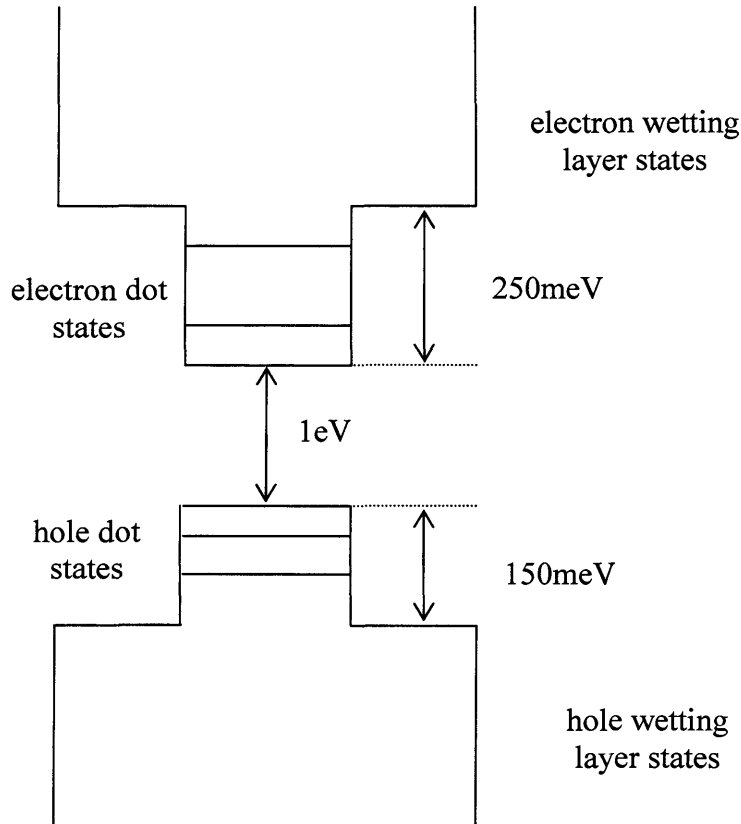 electron wetting
layer states
electron dot
states
250meV
1eV
hole dot
states
150meV
hole wetting
layer states